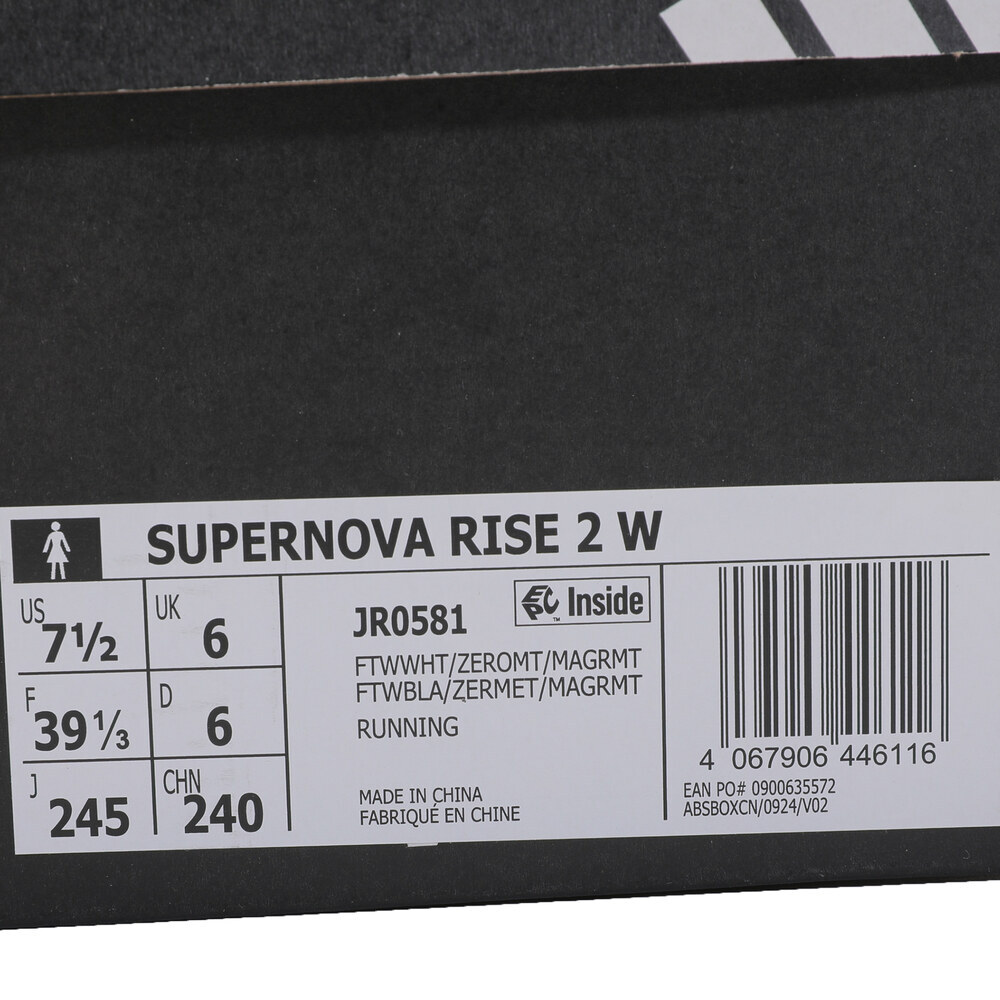 SUPERNOVA RISE 2 W
US 7½ UK 6
F 39⅓ D 6
J 245 CHN 240
JR0581
EPC Inside
™
FTWWHT/ZEROMT/MAGRMT
FTWBLA/ZERMET/MAGRMT
RUNNING
MADE IN CHINA
FABRIQUÉ EN CHINE
4 067906 446116
EAN PO# 0900635572
ABSBOXCN/0924/V02